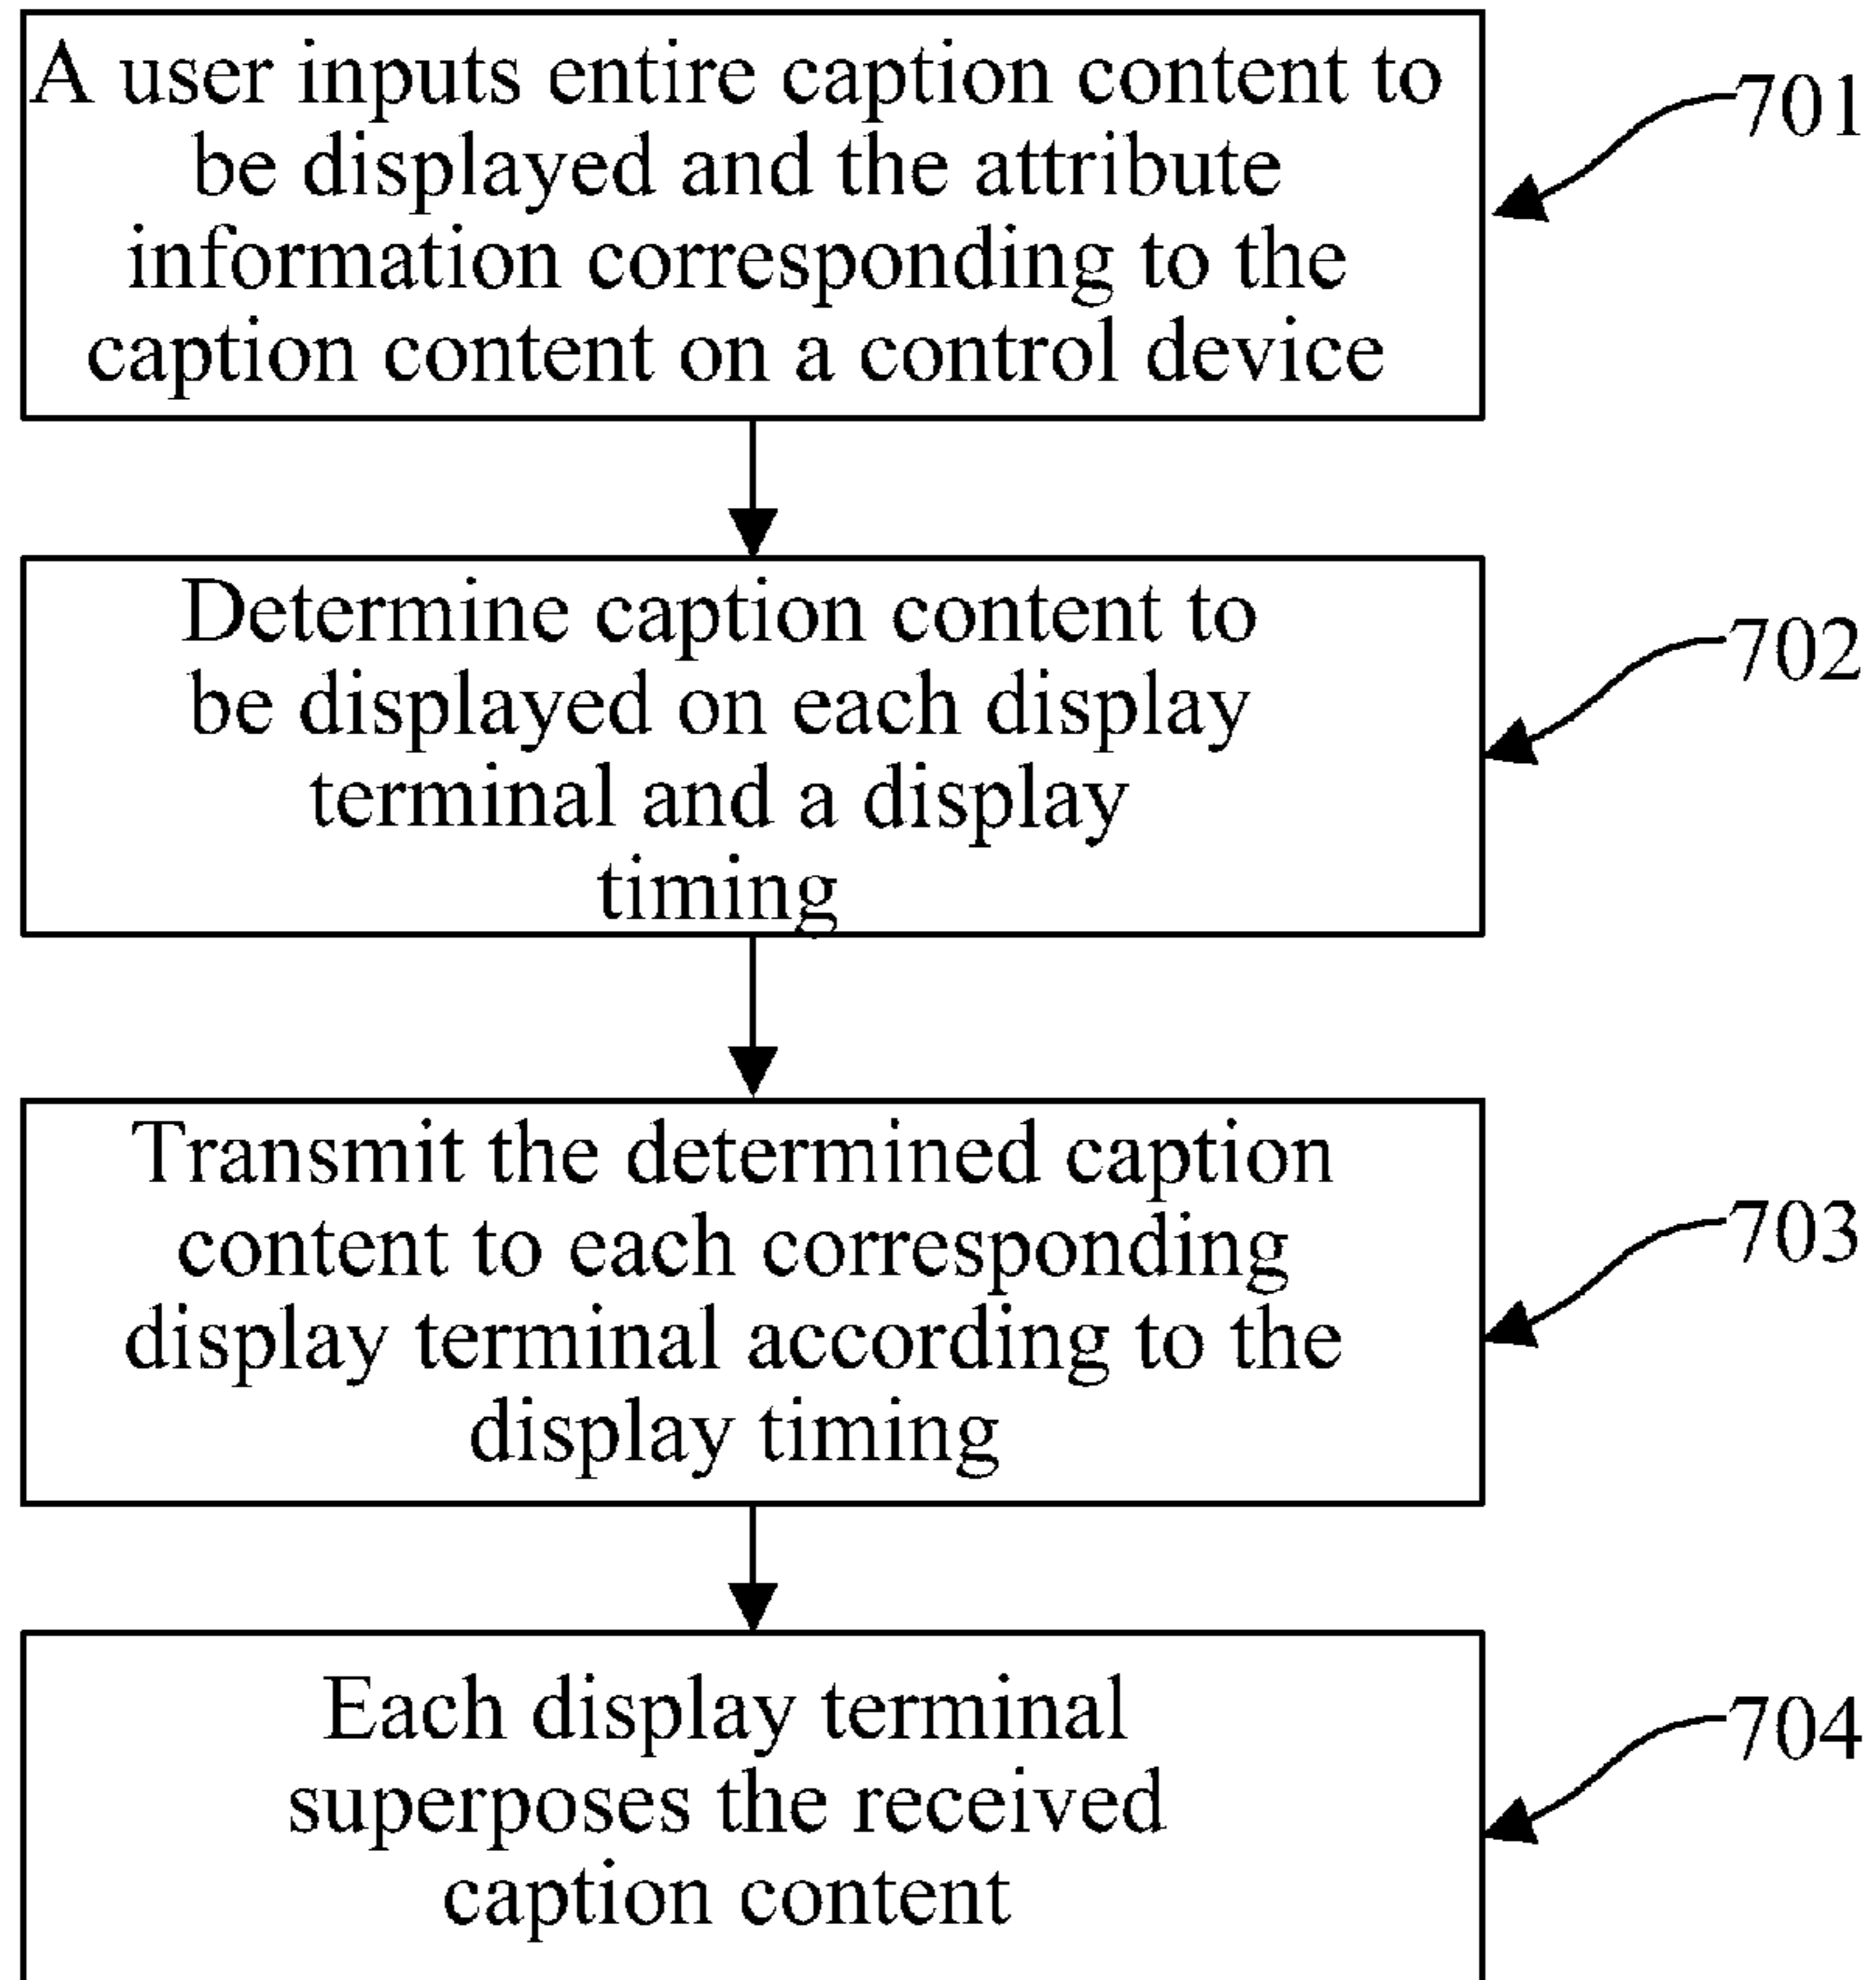 A user inputs entire caption content to
be displayed and the attribute
information corresponding to the
caption content on a control device
701
Determine caption content to
be displayed on each display
terminal and a display
timing
702
Transmit the determined caption
content to each corresponding
display terminal according to the
display timing
703
Each display terminal
superposes the received
caption content
704